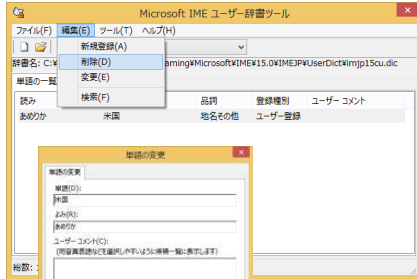 Microsoft IME ユーザー辞書ツール
ファイル(F) 編集(E) ツール(T) ヘルプ(H)
新規登録(A)
削除(D)
変更(E)
検索(F)
辞書名: C:¥
aming¥Microsoft¥IME¥15.0¥IMEJP¥UserDict¥imjp15cu.dic
単語の一覧
読み 品詞 登録種別 ユーザー コメント
あめりか 米国 地名その他 ユーザー登録
単語の変更
単語の変更
単語(D):
米国
よみ(R):
あめりか
ユーザー コメント(C):
(同音異義語などを選択しやすいように候補一覧に表示します)
総数: